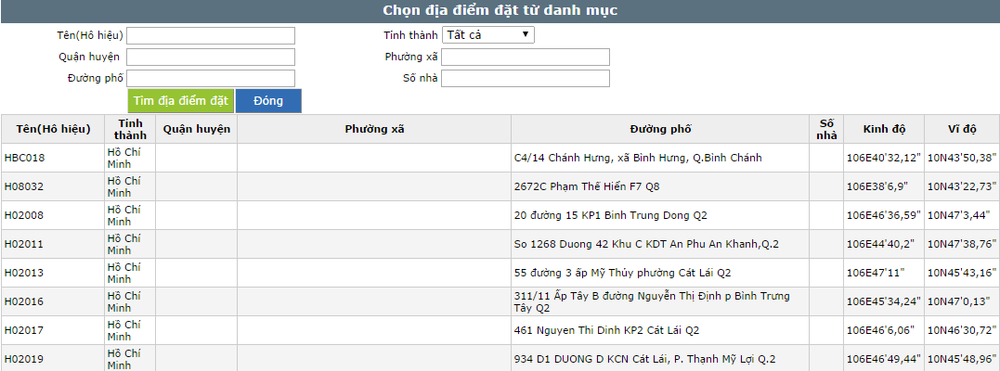 Chọn địa điểm đặt từ danh mục
Tên(Hô hiệu) Tỉnh thành Tất cả
Quận huyện Phường xã
Đường phố Số nhà
Tìm địa điểm đặt Đóng
Tên(Hô hiệu) Tỉnh thành Quận huyện Phường xã Đường phố Số nhà Kinh độ Vĩ độ
HBC018 Hồ Chí Minh C4/14 Chánh Hưng, xã Bình Hưng, Q.Bình Chánh 106E40'32,12" 10N43'50,38"
H08032 Hồ Chí Minh 2672C Phạm Thế Hiển F7 Q8 106E38'6,9" 10N43'22,73"
H02008 Hồ Chí Minh 20 đường 15 KP1 Binh Trung Dong Q2 106E46'36,59" 10N47'3,44"
H02011 Hồ Chí Minh So 1268 Duong 42 Khu C KDT An Phu An Khanh,Q.2 106E44'40,2" 10N47'38,76"
H02013 Hồ Chí Minh 55 đường 3 ấp Mỹ Thủy phường Cát Lái Q2 106E47'11" 10N45'43,16"
H02016 Hồ Chí Minh 311/11 Ấp Tây B đường Nguyễn Thị Định p Bình Trưng Tây Q2 106E45'34,24" 10N47'0,13"
H02017 Hồ Chí Minh 461 Nguyen Thi Dinh KP2 Cát Lái Q2 106E46'6,06" 10N46'30,72"
H02019 Hồ Chí Minh 934 D1 DUONG D KCN Cát Lái, P. Thạnh Mỹ Lợi Q.2 106E46'49,44" 10N45'48,96"